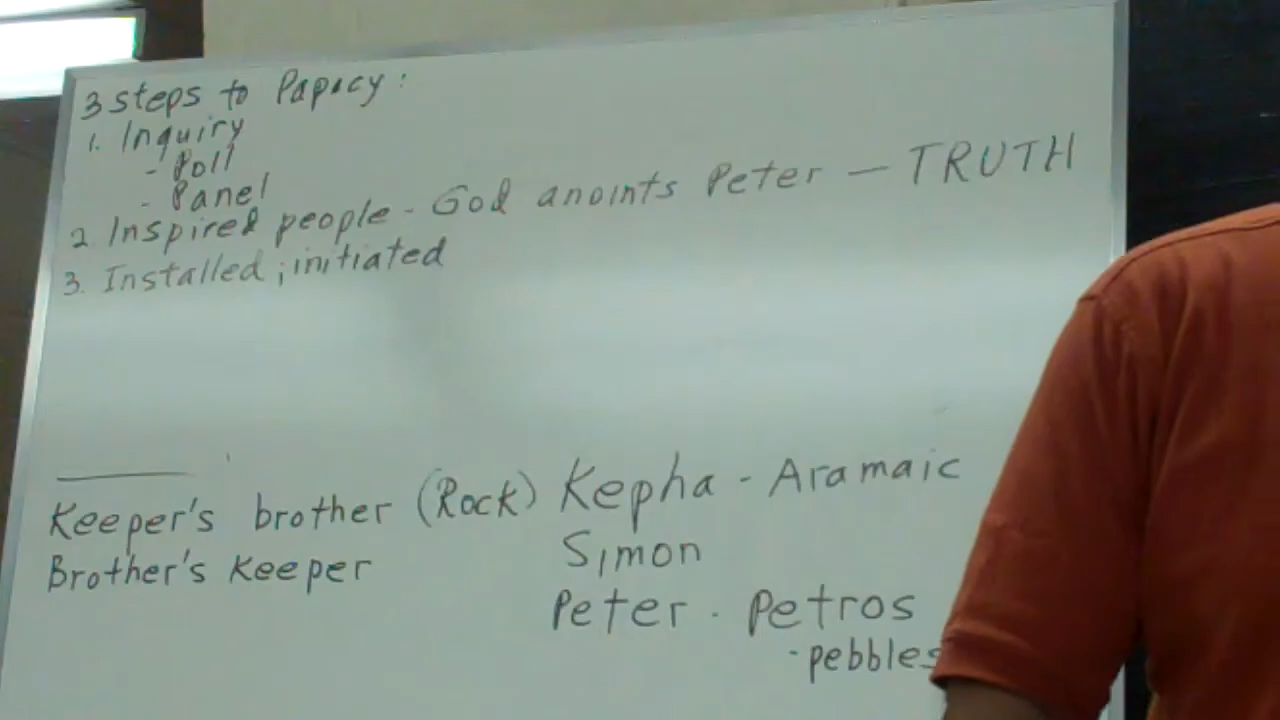 3 steps to Papacy:
1. Inquiry
- Poll
- Panel
2. Inspired people - God anoints Peter — TRUTH
3. Installed; initiated
Keeper's brother (Rock) Kepha - Aramaic
Brother's Keeper Simon
Peter - Petros
- pebbles